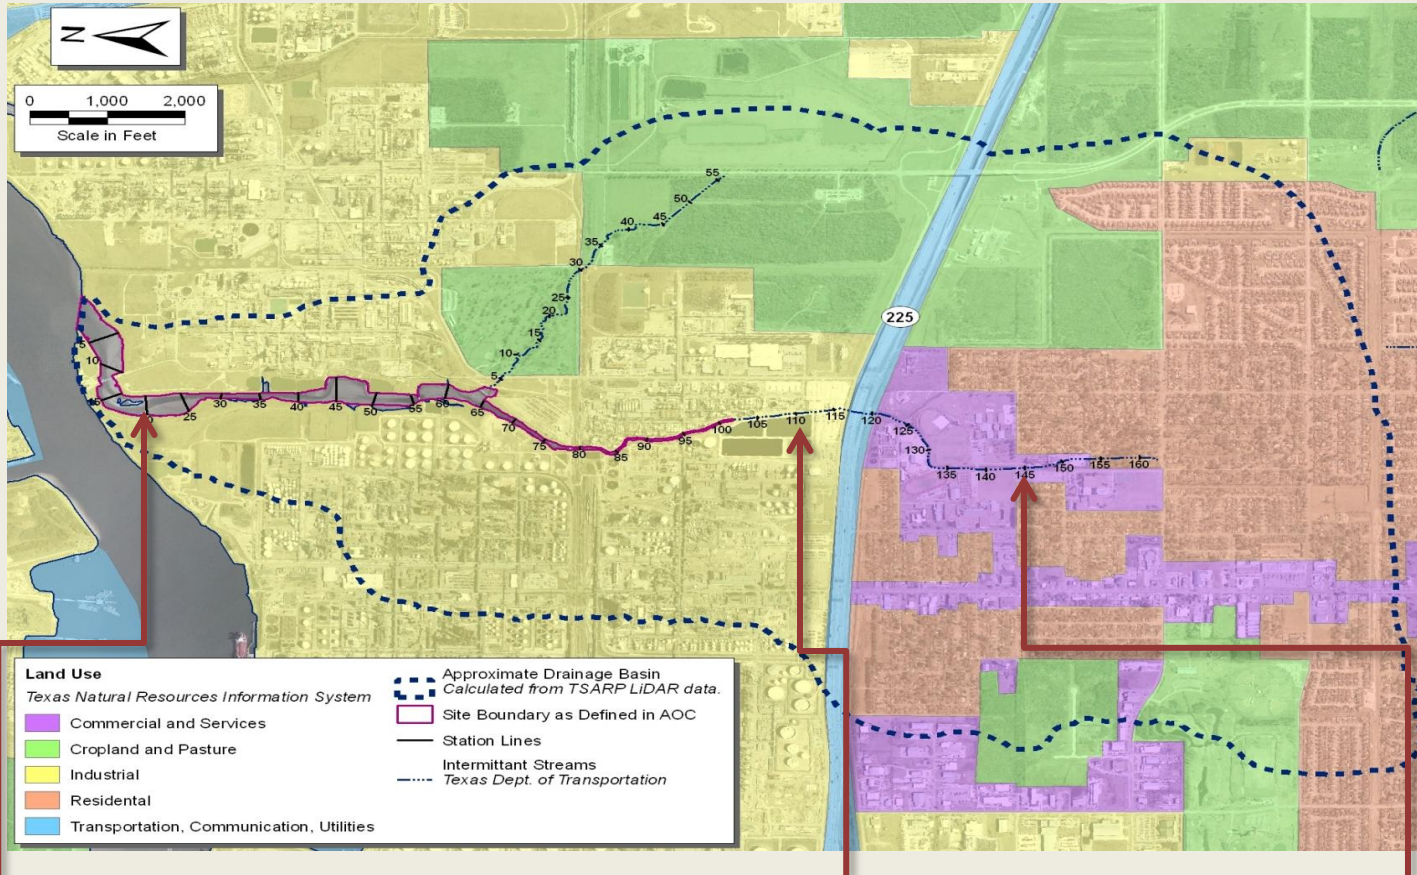 N
0 1,000 2,000
Scale in Feet
55
50
45
40
35
30
25
20
15
10
5
225
5
10
15
25
30
35
40
45
50
55
60
65
70
75
80
85
90
95
100
105
110
115
120
125
130
135
140
145
150
155
160
Land Use
Texas Natural Resources Information System
Commercial and Services
Cropland and Pasture
Industrial
Residental
Transportation, Communication, Utilities
Approximate Drainage Basin
Calculated from TSARP LiDAR data.
Site Boundary as Defined in AOC
Station Lines
Intermittant Streams
Texas Dept. of Transportation